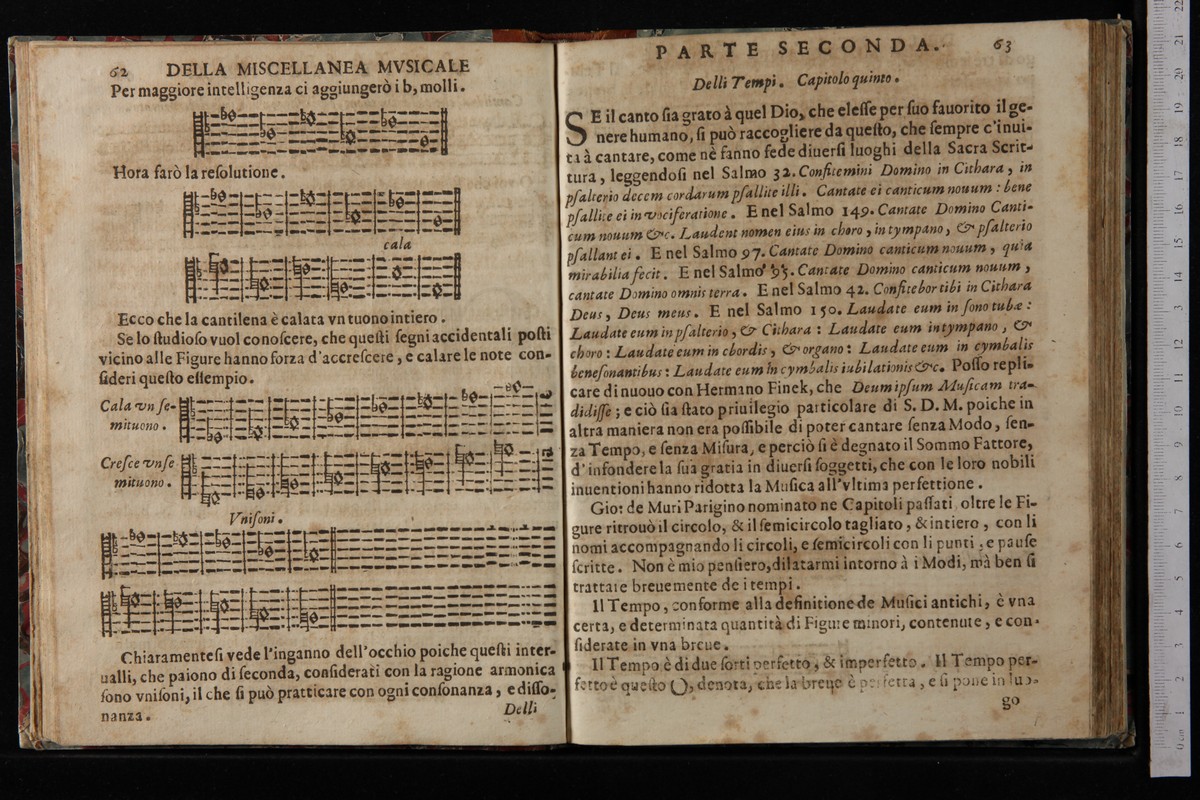 62 DELLA MISCELLANEA MVSICALE
Per maggiore intelligenza ci aggiungerò i b, molli.
Hora farò la reſolutione.
cala
Ecco che la cantilena è calata vn tuono intiero.
Se lo ſtudioſo vuol conoſcere, che queſti ſegni accidentali poſti
vicino alle Figure hanno forza d'accreſcere, e calare le note con-
ſideri queſto eſſempio.
Cala vn ſe-
mituono.
Creſce vnſe
mituono.
Vniſoni.
Chiaramenteſi vede l'inganno dell'occhio poiche queſti inter-
ualli, che paiono di ſeconda, conſiderati con la ragione armonica
ſono vniſoni, il che ſi può pratticare con ogni conſonanza, e diſſo-
nanza.
Delli
PARTE SECONDA. 63
Delli Tempi. Capitolo quinto.
SE il canto ſia grato à quel Dio, che eleſſe per ſuo fauorito il ge-
nere humano, ſi può raccogliere da queſto, che ſempre c'inui-
ta à cantare, come nè fanno fede diuerſi luoghi della Sacra Scrit-
tura, leggendoſi nel Salmo 32. Confitemini Domino in Cithara, in
pſalterio decem cordarum pſallite illi. Cantate ei canticum nouum: bene
pſallite ei in vociferatione. E nel Salmo 149. Cantate Domino Canti-
cum nouum &c. Laudent nomen eius in choro, in tympano, & pſalterio
pſallant ei. E nel Salmo 97. Cantate Domino canticum nouum, quia
mirabilia fecit. E nel Salmo 95. Cantate Domino canticum nouum,
cantate Domino omnis terra. E nel Salmo 42. Confitebor tibi in Cithara
Deus, Deus meus. E nel Salmo 150. Laudate eum in ſono tubæ:
Laudate eum in pſalterio, & Cithara: Laudate eum in tympano, &
choro: Laudate eum in chordis, & organo: Laudate eum in cymbalis
beneſonantibus: Laudate eum in cymbalis iubilationis &c. Poſſo repli-
care di nuouo con Hermano Finek, che Deum ipſum Muſicam tra-
didiſſe; e ciò ſia ſtato priuilegio particolare di S. D. M. poiche in
altra maniera non era poſſibile di poter cantare ſenza Modo, ſen-
za Tempo, e ſenza Miſura, e perciò ſi è degnato il Sommo Fattore,
d'infondere la ſua gratia in diuerſi ſoggetti, che con le loro nobili
inuentioni hanno ridotta la Muſica all'vltima perfettione.
Gio: de Muri Parigino nominato ne Capitoli paſſati, oltre le Fi-
gure ritrouò il circolo, & il ſemicircolo tagliato, & intiero, con li
nomi accompagnando li circoli, e ſemicircoli con li punti, e pauſe
ſcritte. Non è mio penſiero, dilatarmi intorno à i Modi, mà ben ſi
trattare breuemente de i tempi.
Il Tempo, conforme alla definitione de Muſici antichi, è vna
certa, e determinata quantità di Figure minori, contenute, e con-
ſiderate in vna breue.
Il Tempo è di due ſorti perfetto, & imperfetto. Il Tempo per-
fetto è queſto O, denota, che la breue è perfetta, e ſi pone in luo-
go